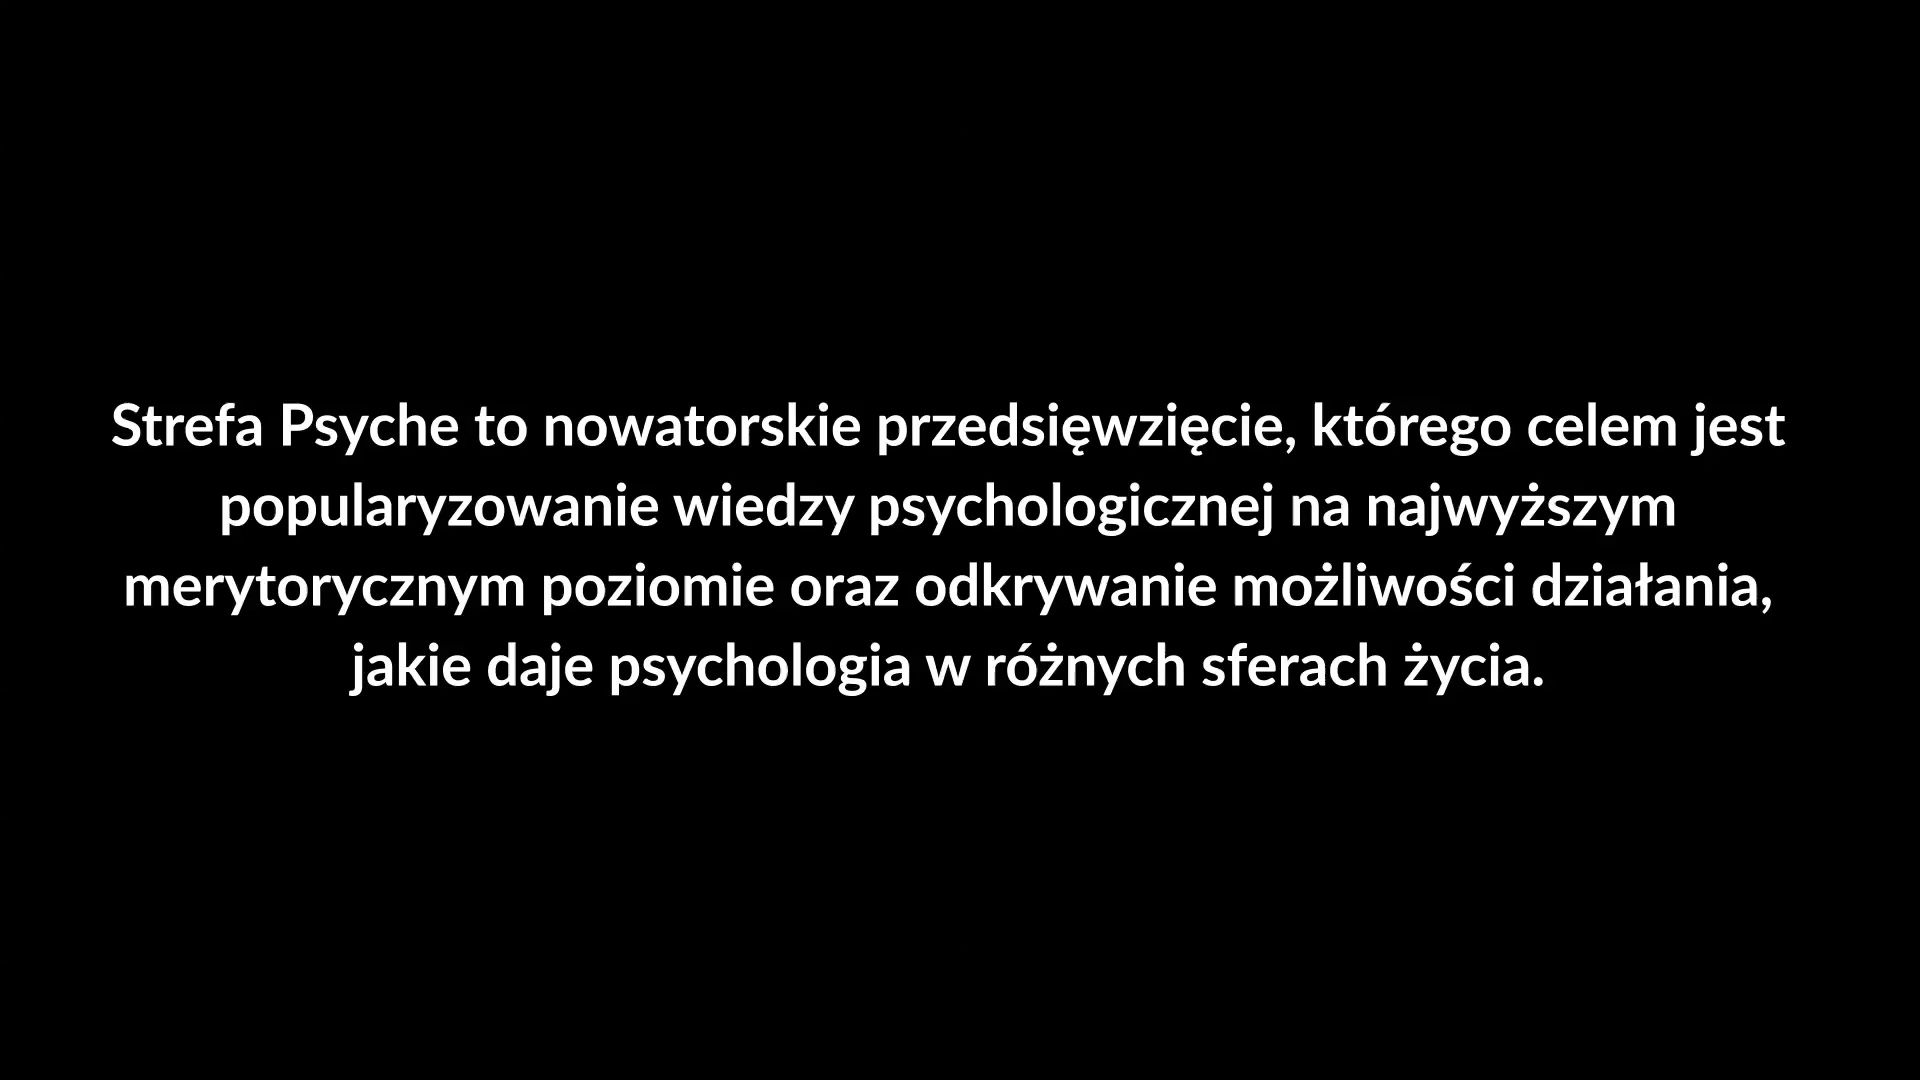 Strefa Psyche to nowatorskie przedsięwzięcie, którego celem jest
popularyzowanie wiedzy psychologicznej na najwyższym
merytorycznym poziomie oraz odkrywanie możliwości działania,
jakie daje psychologia w różnych sferach życia.